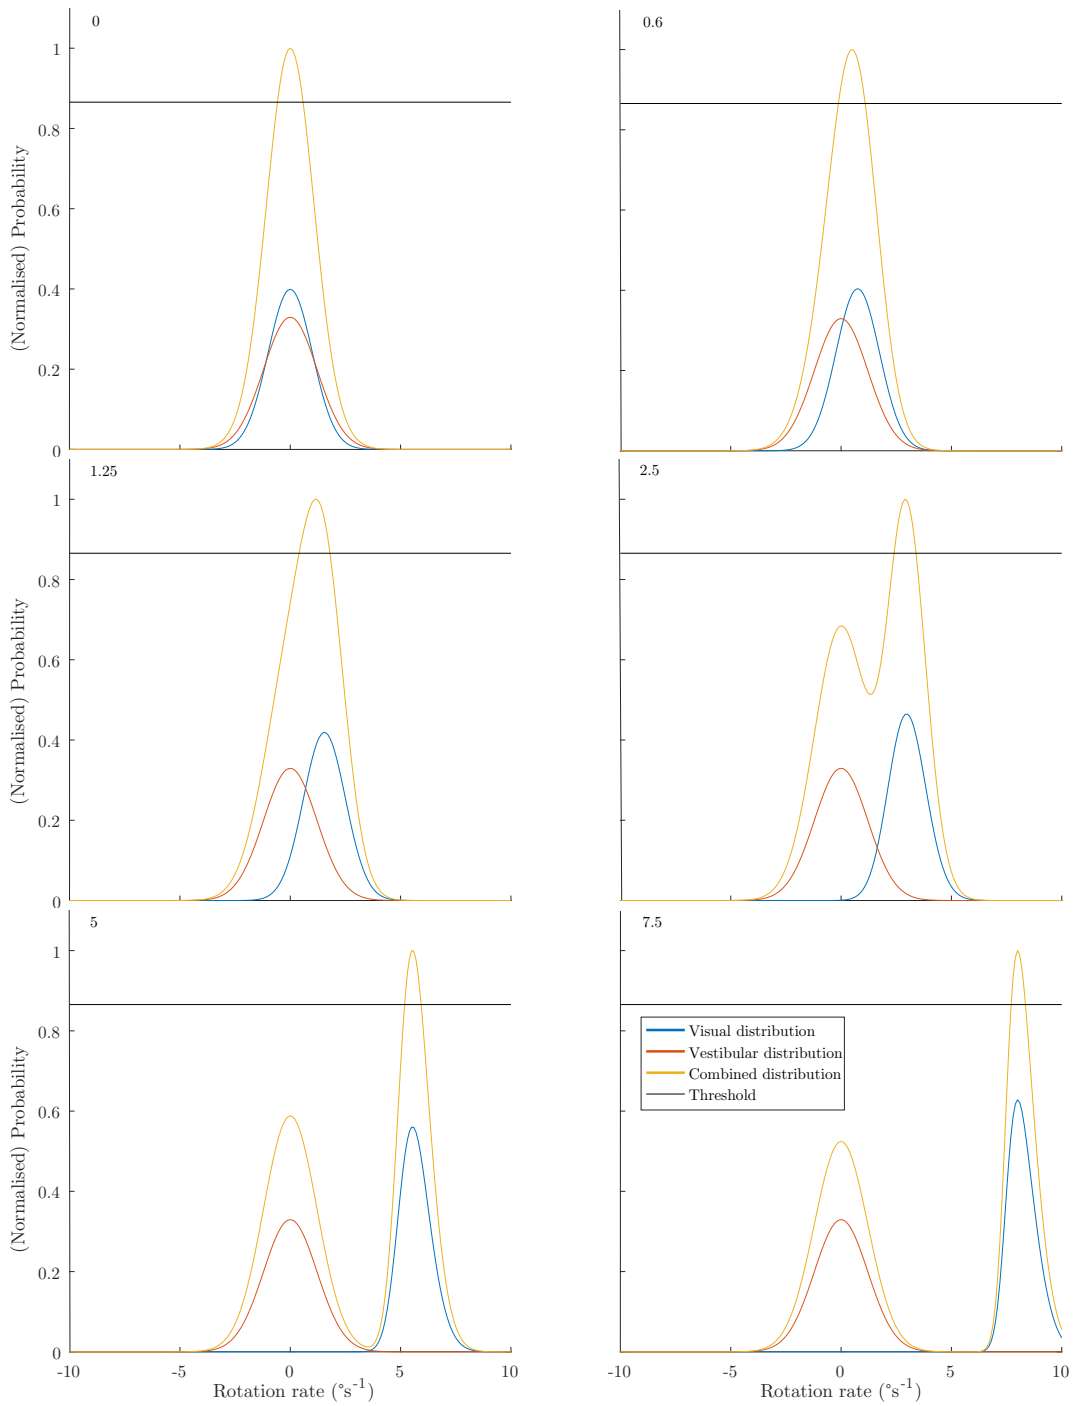 0
0.6
1
0.8
0.6
0.4
0.2
0
(Normalised) Probability
1.25
2.5
1
0.8
0.6
0.4
0.2
0
(Normalised) Probability
5
7.5
1
0.8
0.6
0.4
0.2
0
(Normalised) Probability
Visual distribution
Vestibular distribution
Combined distribution
Threshold
-10 -5 0 5 10
-10 -5 0 5 10
Rotation rate (°s-1)
Rotation rate (°s-1)